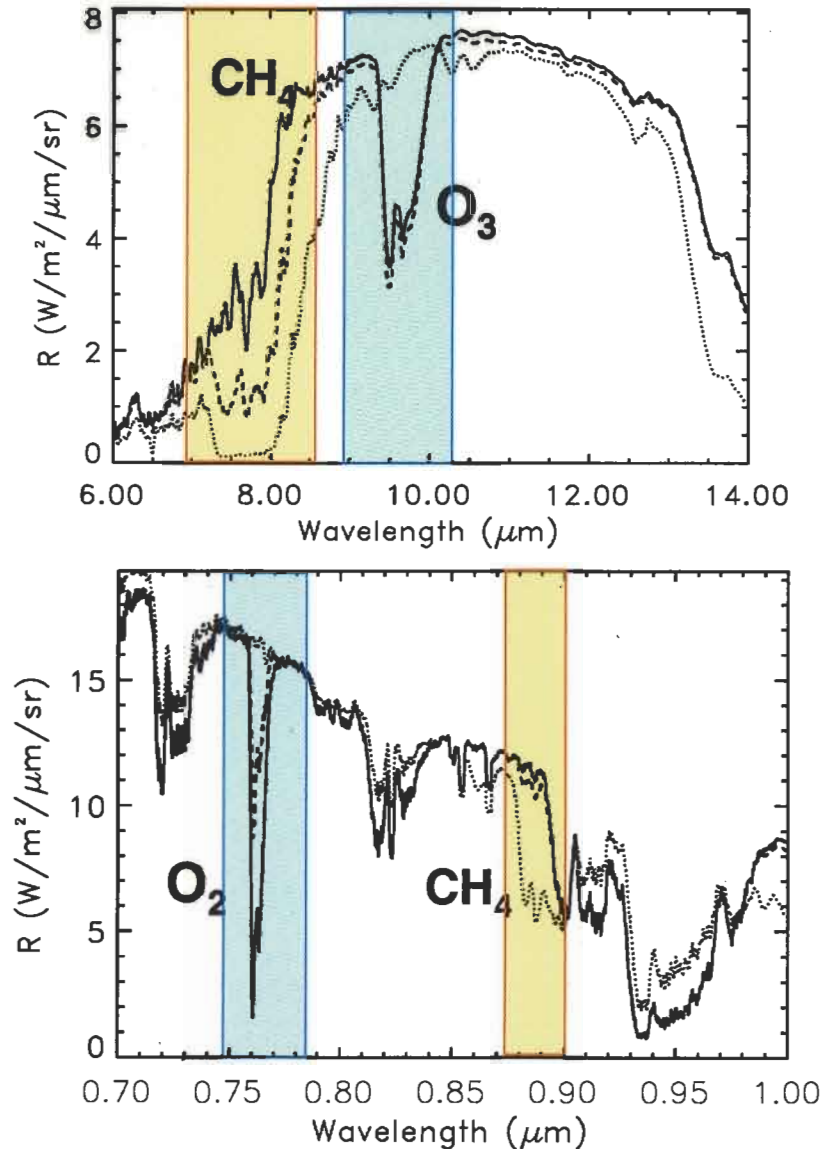 8
6
4
2
0
R (W/m²/μm/sr)
CH₄
O₃
6.00 8.00 10.00 12.00 14.00
Wavelength (μm)
15
10
5
0
R (W/m²/μm/sr)
O₂
CH₄
0.70 0.75 0.80 0.85 0.90 0.95 1.00
Wavelength (μm)